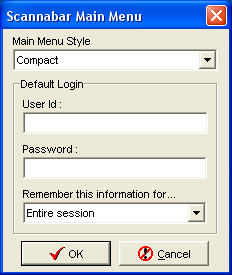 Scannabar Main Menu
Main Menu Style
Compact
Default Login
User Id :
Password :
Remember this information for...
Entire session
OK
Cancel